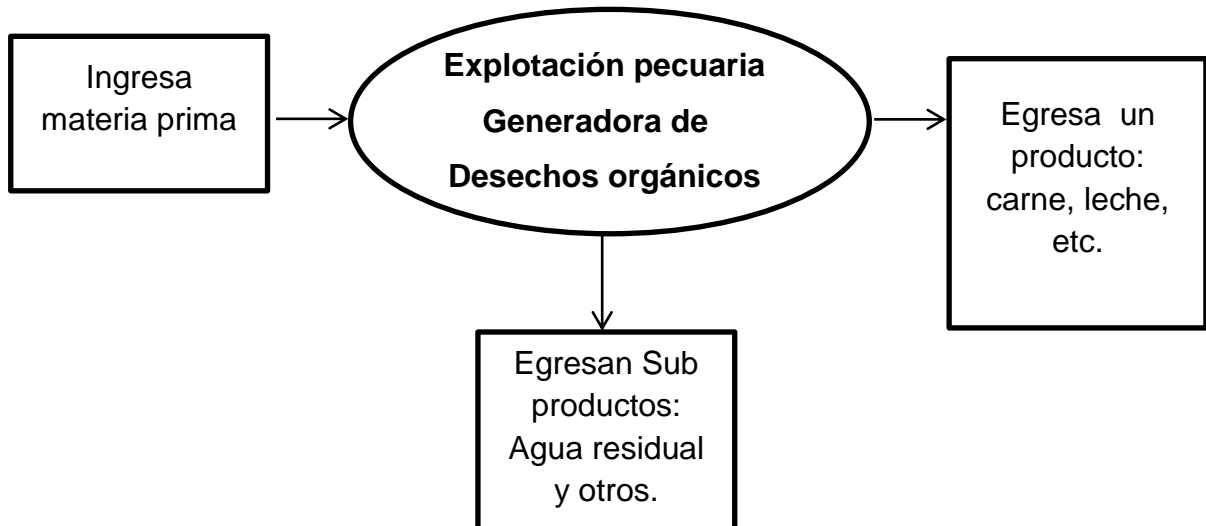 Ingresa
materia prima
Explotación pecuaria
Generadora de
Desechos orgánicos
Egresa un
producto:
carne, leche,
etc.
Egresan Sub
productos:
Agua residual
y otros.